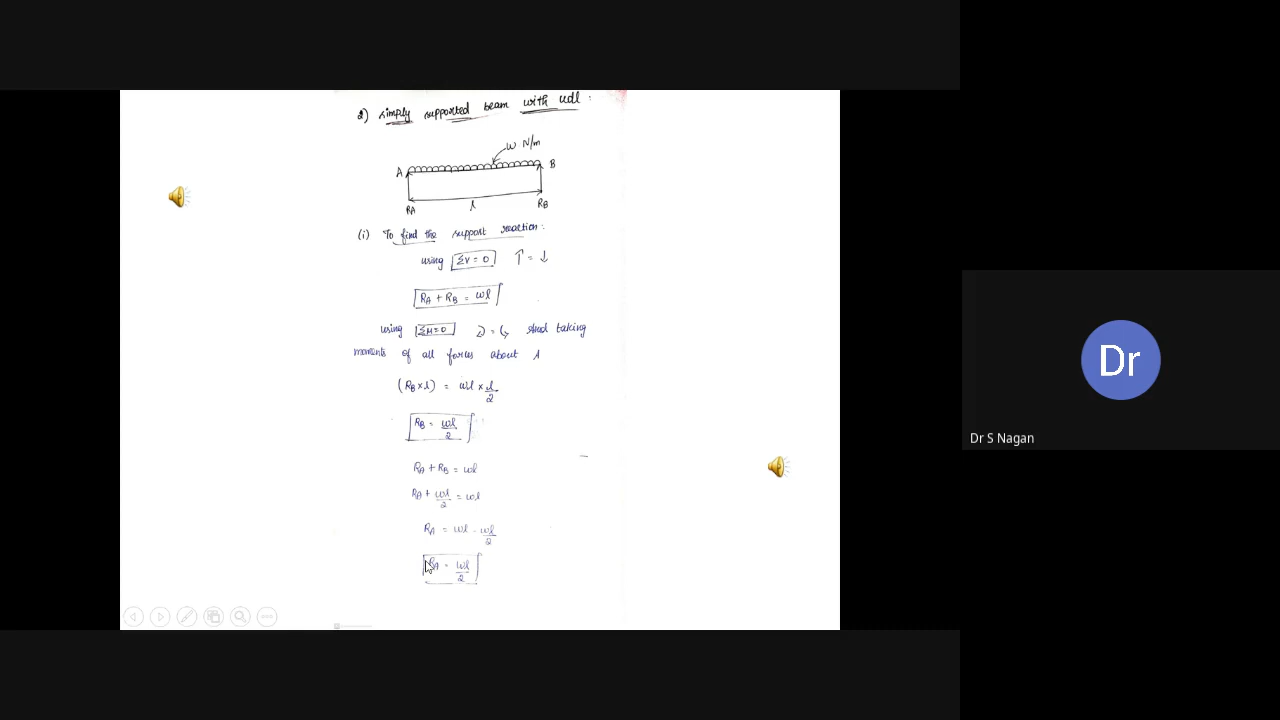 2) simply supported beam with udl :
w N/m
A B
RA l RB
(i) To find the support reaction:
using ΣV = 0 ↑ = ↓
RA + RB = wl
using ΣM=0 And taking
moments of all forces about A
(RB × l) = wl × l/2
RB = wl/2
RA + RB = wl
RA + wl/2 = wl
RA = wl - wl/2
RA = wl/2
Dr
Dr S Nagan